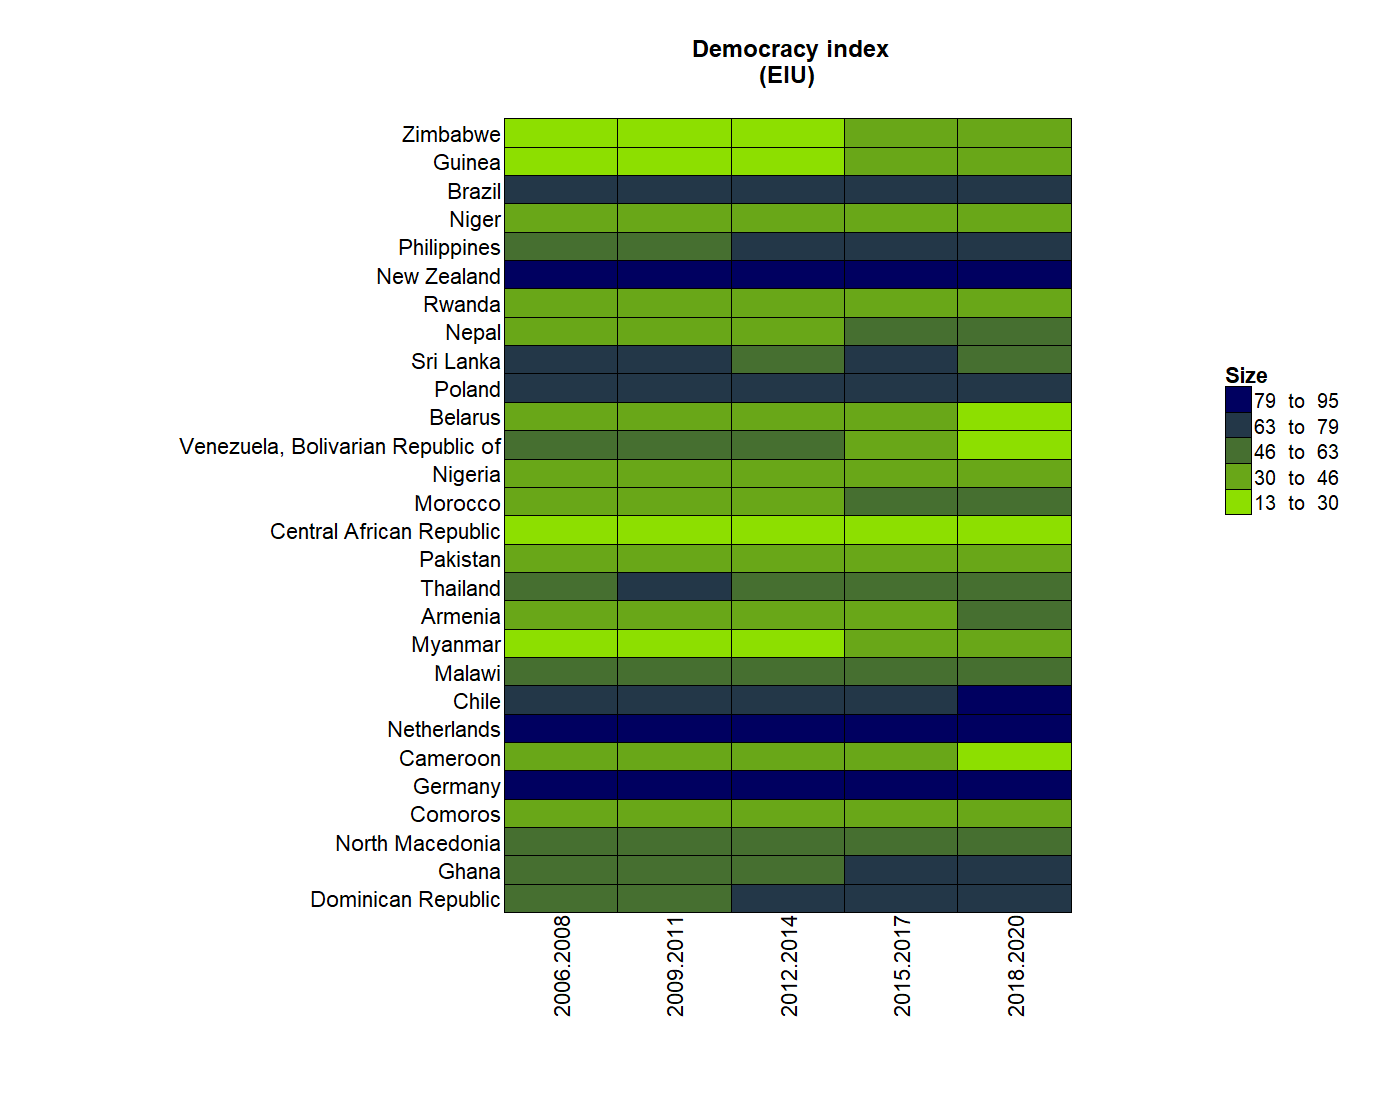 Democracy index
(EIU)
Zimbabwe
Guinea
Brazil
Niger
Philippines
New Zealand
Rwanda
Nepal
Sri Lanka
Poland
Belarus
Venezuela, Bolivarian Republic of
Nigeria
Morocco
Central African Republic
Pakistan
Thailand
Armenia
Myanmar
Malawi
Chile
Netherlands
Cameroon
Germany
Comoros
North Macedonia
Ghana
Dominican Republic
2006.2008
2009.2011
2012.2014
2015.2017
2018.2020
Size
79 to 95
63 to 79
46 to 63
30 to 46
13 to 30